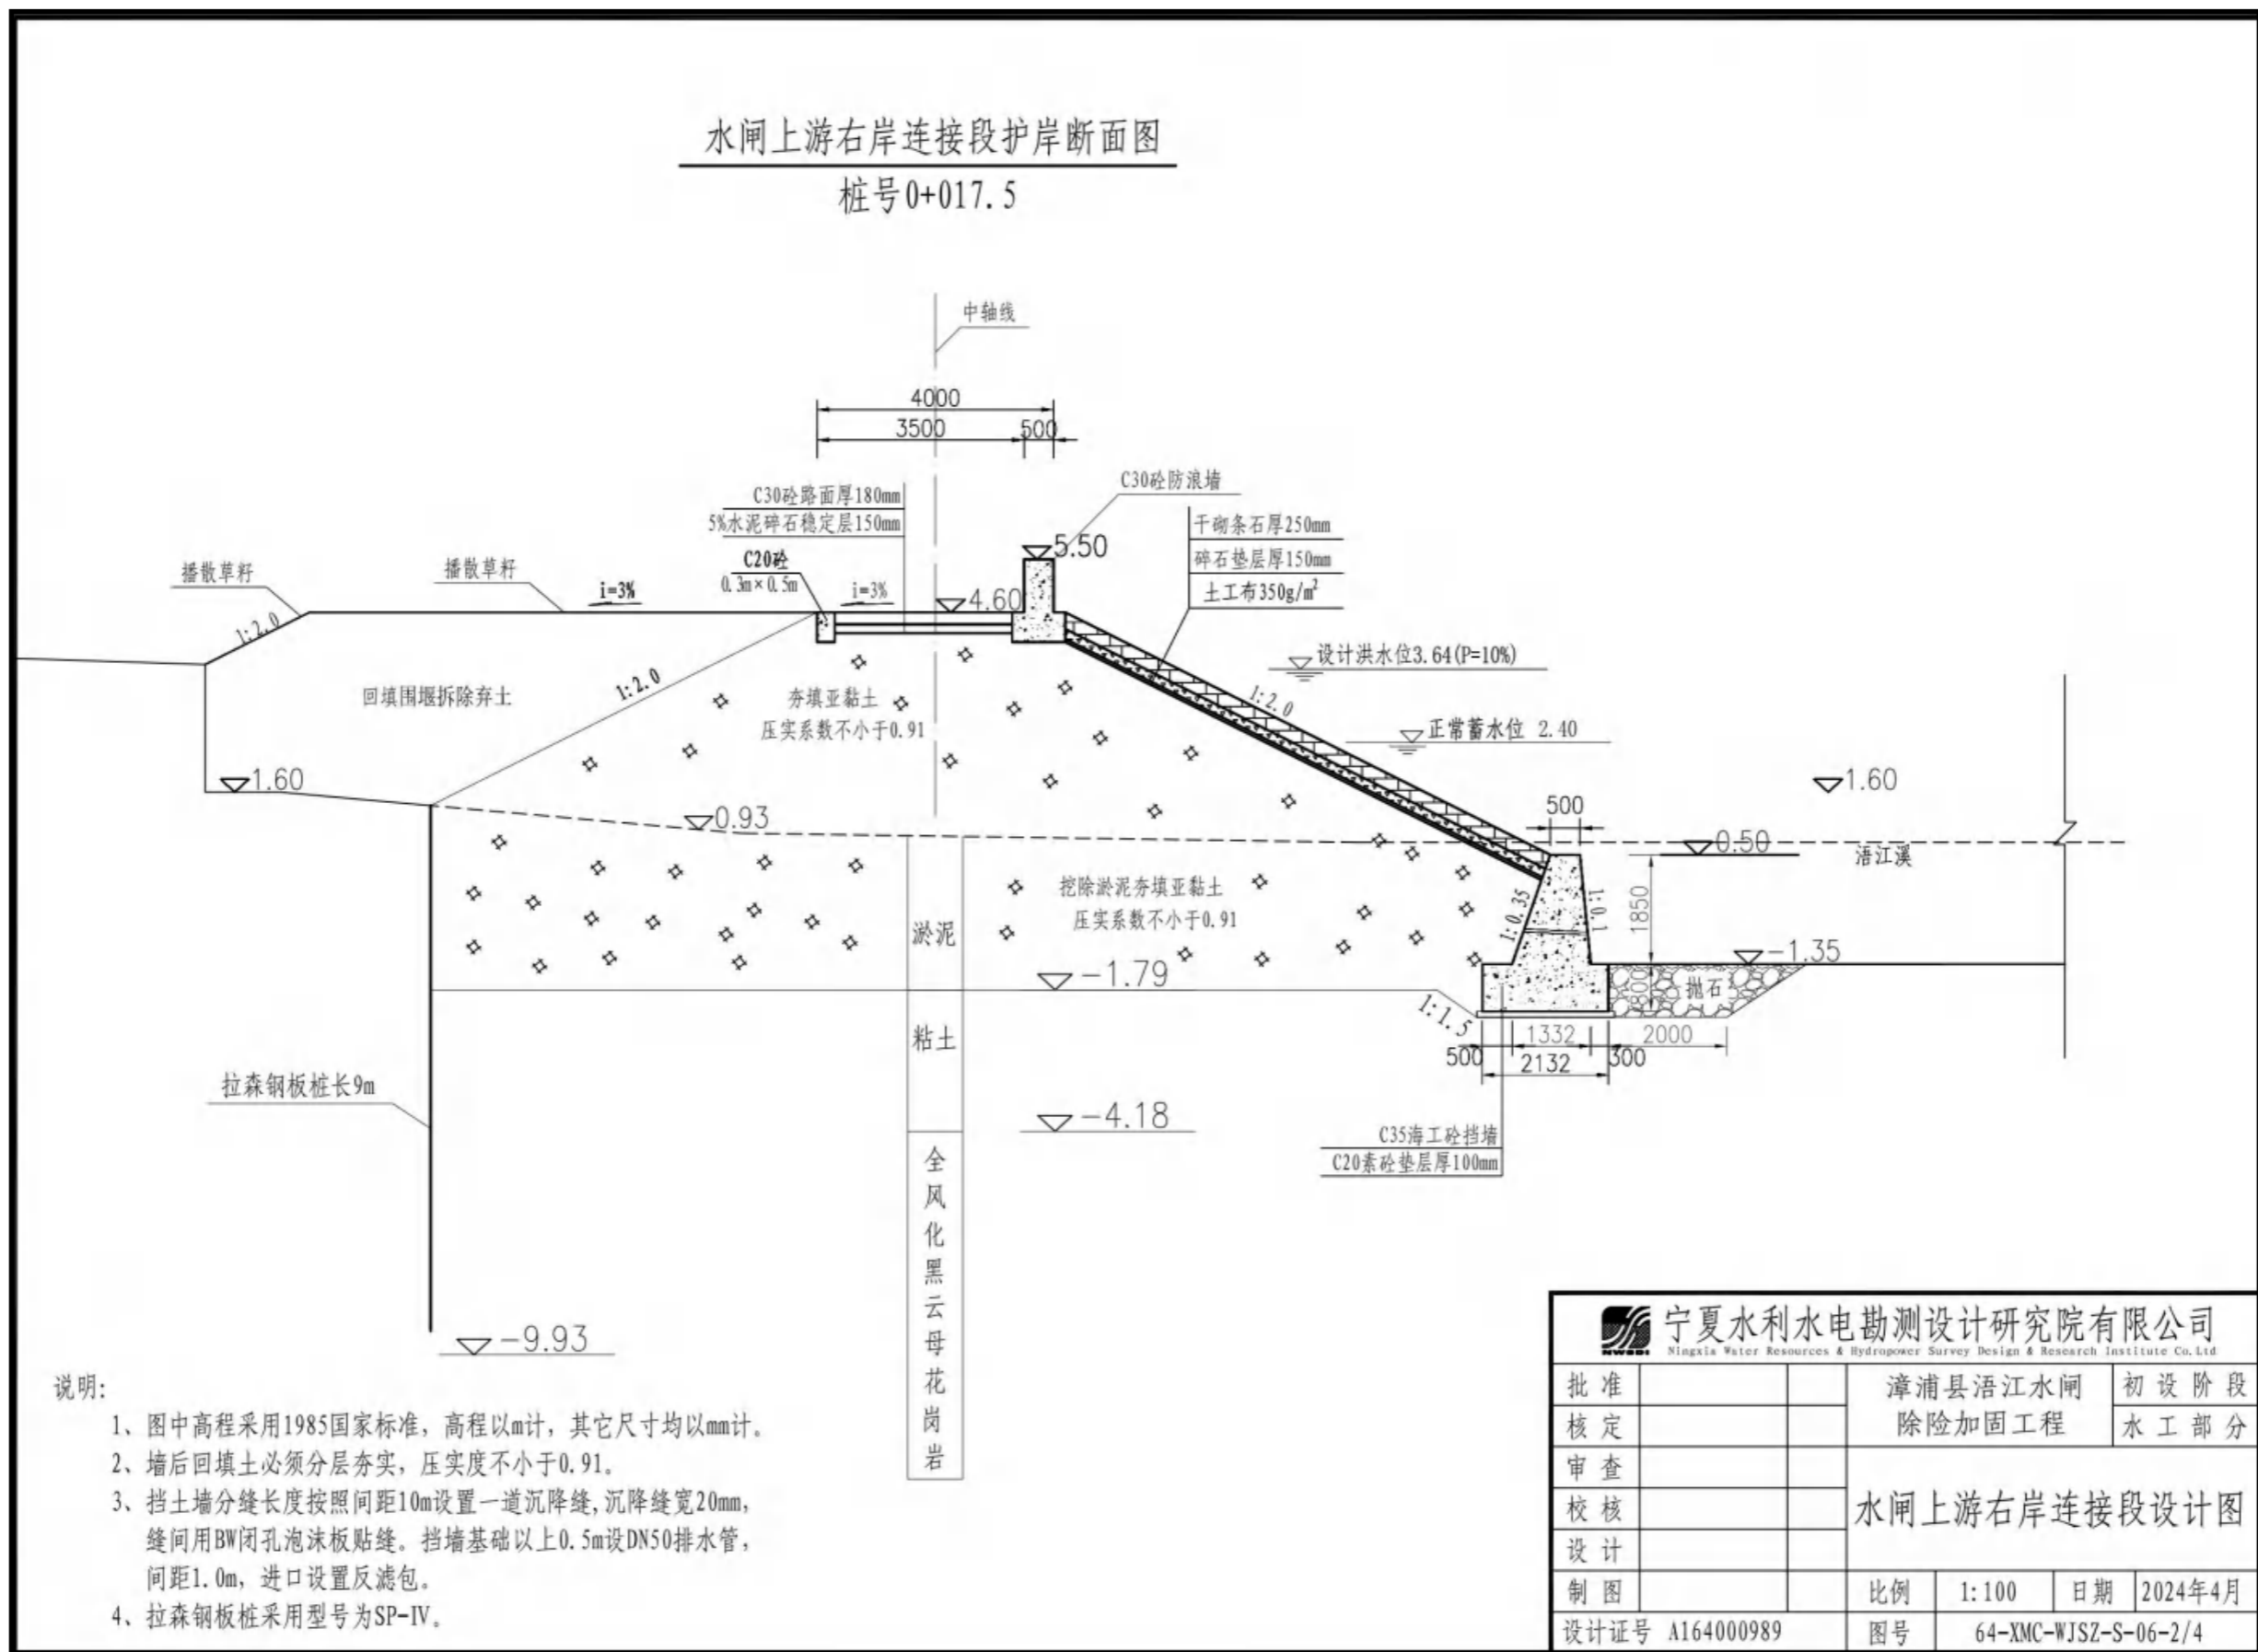 水闸上游右岸连接段护岸断面图
桩号0+017.5
中轴线
4000
3500
500
C30砼路面厚180mm
5%水泥碎石稳定层150mm
C30砼防浪墙
干砌条石厚250mm
碎石垫层厚150mm
土工布350g/m²
5.50
播散草籽
播散草籽
i=3%
C20砼
0.3m×0.5m
i=3%
4.60
1:2.0
设计洪水位3.64(P=10%)
回填围堰拆除弃土
1:2.0
夯填亚黏土
压实系数不小于0.91
1:2.0
正常蓄水位 2.40
1.60
1.60
500
0.93
0.50
浯江溪
淤泥
挖除淤泥夯填亚黏土
压实系数不小于0.91
1:0.35
1:0.1
1850
-1.35
-1.79
800
抛石
1:1.5
粘土
500
1332
300
2000
2132
拉森钢板桩长9m
-4.18
C35海工砼挡墙
C20素砼垫层厚100mm
全风化黑云母花岗岩
-9.93
说明:
1、图中高程采用1985国家标准，高程以m计，其它尺寸均以mm计。
2、墙后回填土必须分层夯实，压实度不小于0.91。
3、挡土墙分缝长度按照间距10m设置一道沉降缝,沉降缝宽20mm，
缝间用BW闭孔泡沫板贴缝。挡墙基础以上0.5m设DN50排水管，
间距1.0m，进口设置反滤包。
4、拉森钢板桩采用型号为SP-IV。
NWSDI
宁夏水利水电勘测设计研究院有限公司
Ningxia Water Resources & Hydropower Survey Design & Research Institute Co.Ltd
批准
漳浦县浯江水闸
初设阶段
核定
除险加固工程
水工部分
审查
校核
水闸上游右岸连接段设计图
设计
制图
比例
1:100
日期
2024年4月
设计证号 A164000989
图号
64-XMC-WJSZ-S-06-2/4